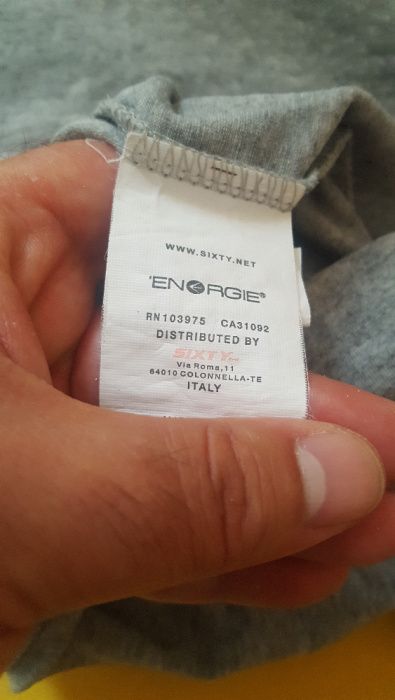 WWW.SIXTY.NET
'ENERGIE®
RN103975 CA31092
DISTRIBUTED BY
SIXTY
Via Roma,11
64010 COLONNELLA-TE
ITALY